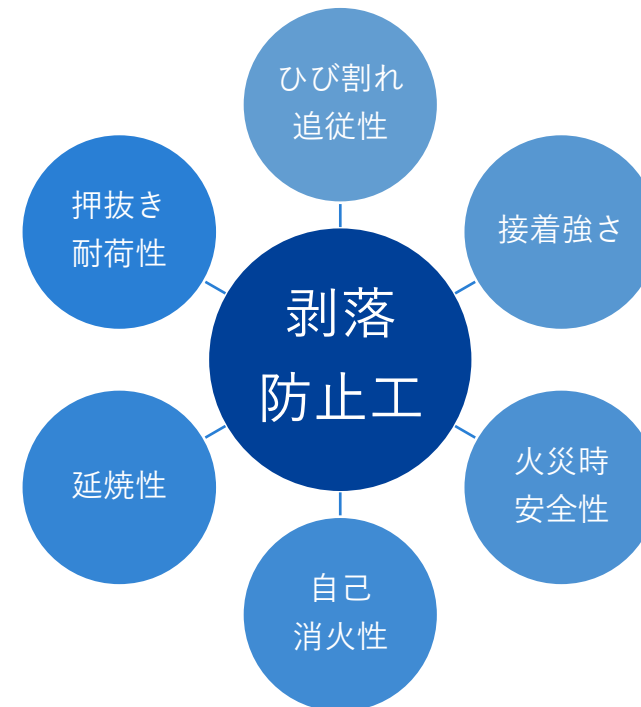 ひび割れ
追従性
接着強さ
火災時
安全性
自己
消火性
延焼性
押抜き
耐荷性
剥落
防止工